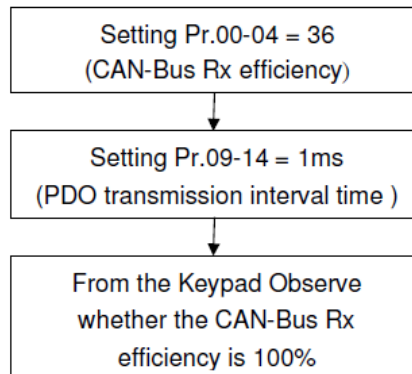 Setting Pr.00-04 = 36
(CAN-Bus Rx efficiency)
Setting Pr.09-14 = 1ms
(PDO transmission interval time )
From the Keypad Observe
whether the CAN-Bus Rx
efficiency is 100%